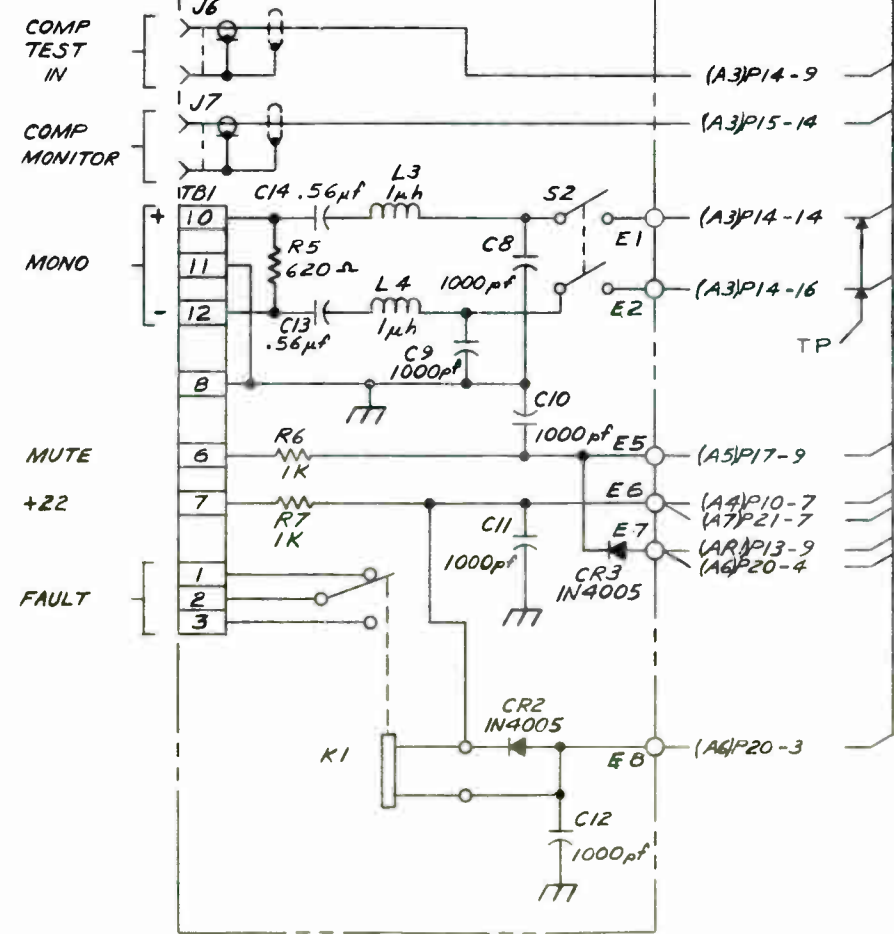 J6
COMP
TEST
IN
(A3)P14-9
J7
COMP
MONITOR
(A3)P15-14
TB1
C14 .56µf
L3
1µh
S2
+
10
(A3)P14-14
E1
R5
620 Ω
C8
1000pf
MONO
11
L4
1µh
(A3)P14-16
E2
-
12
C13
.56µf
C9
1000pf
TP
8
C10
1000pf
MUTE
6
R6
1K
E5
(A5)P17-9
+22
7
R7
1K
E6
(A4)P10-7
(A7)P21-7
C11
1000pf
E7
(AR1)P13-9
(A6)P20-4
CR3
1N4005
FAULT
1
2
3
CR2
1N4005
K1
E8
(A6)P20-3
C12
1000pf